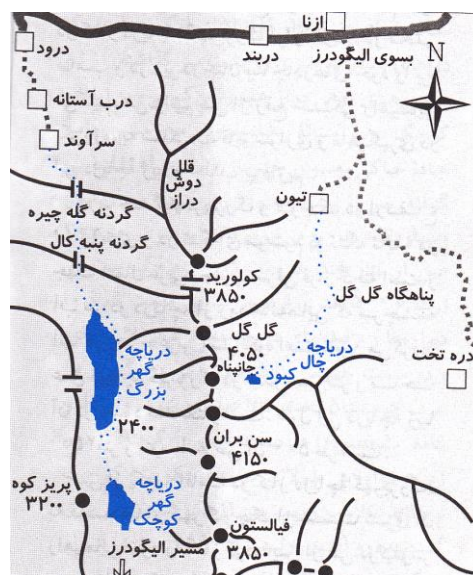 ازنا
درود
دربند
بسوی الیگودرز
N
درب آستانه
سرآوند
قلل
دوش
دراز
تیون
گردنه گله چیره
گردنه پنبه کال
کولورید
۳۸۵۰
پناهگاه گل گل
گل گل
۴۰۵۰
جانپناه
دریاچه
چال
کبود
دره تخت
دریاچه
گهر
بزرگ
۲۴۰۰
سن بران
۴۱۵۰
پریز کوه
۳۲۰۰
دریاچه
گهر
کوچک
فیالستون
۳۸۵۰
مسیر الیگودرز